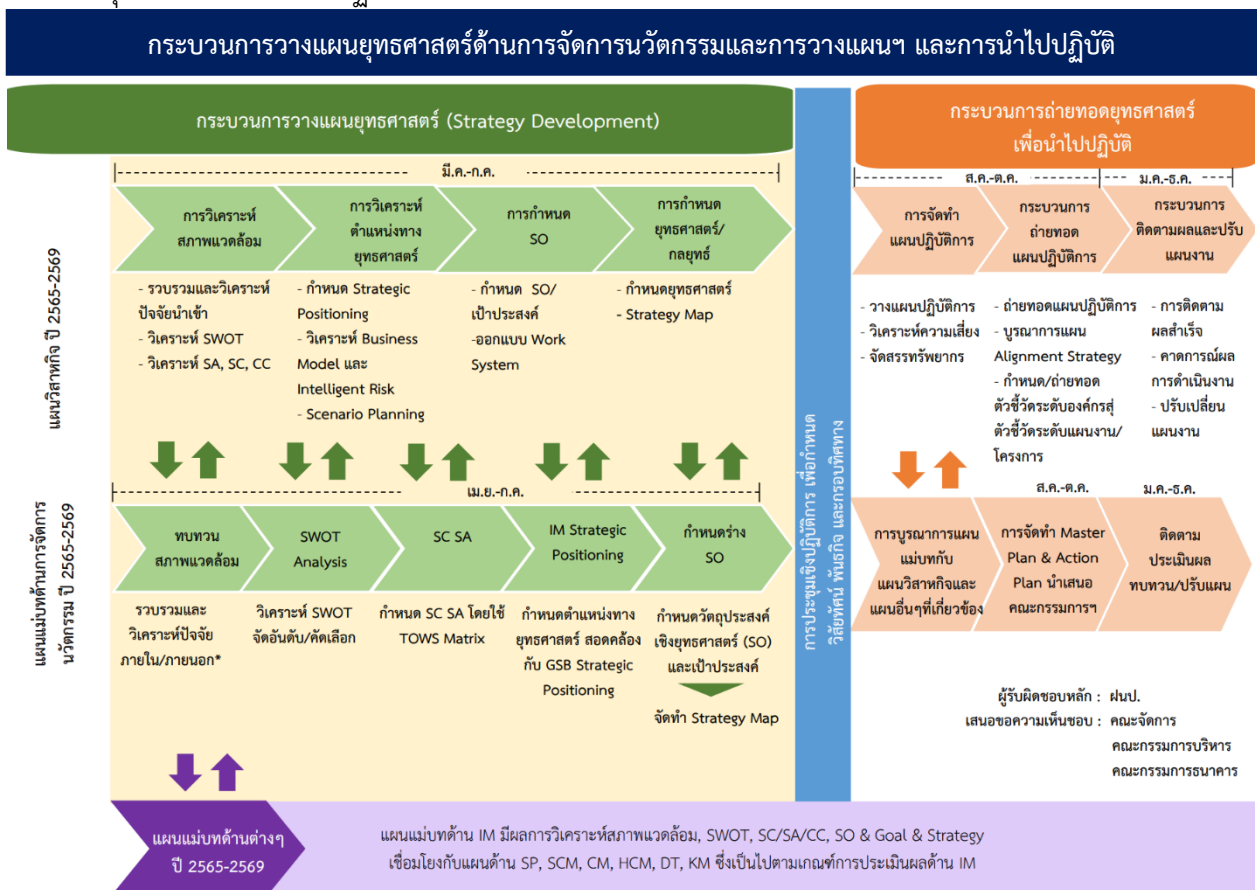 กระบวนการวางแผนยุทธศาสตร์ด้านการจัดการนวัตกรรมและการวางแผนฯ และการนำไปปฏิบัติ
กระบวนการวางแผนยุทธศาสตร์ (Strategy Development)
กระบวนการถ่ายทอดยุทธศาสตร์
เพื่อนำไปปฏิบัติ
แผนวิสาหกิจ ปี 2565-2569
มี.ค.-ก.ค.
การวิเคราะห์
สภาพแวดล้อม
การวิเคราะห์
ตำแหน่งทาง
ยุทธศาสตร์
การกำหนด
SO
การกำหนด
ยุทธศาสตร์/
กลยุทธ์
- รวบรวมและวิเคราะห์
ปัจจัยนำเข้า
- วิเคราะห์ SWOT
- วิเคราะห์ SA, SC, CC
- กำหนด Strategic
Positioning
- วิเคราะห์ Business
Model และ
Intelligent Risk
- Scenario Planning
- กำหนด SO/
เป้าประสงค์
-ออกแบบ Work
System
- กำหนดยุทธศาสตร์
- Strategy Map
แผนแม่บทด้านการจัดการ
นวัตกรรม ปี 2565-2569
เม.ย.-ก.ค.
ทบทวน
สภาพแวดล้อม
SWOT
Analysis
SC SA
IM Strategic
Positioning
กำหนดร่าง
SO
รวบรวมและ
วิเคราะห์ปัจจัย
ภายใน/ภายนอก*
วิเคราะห์ SWOT
จัดอันดับ/คัดเลือก
กำหนด SC SA โดยใช้
TOWS Matrix
กำหนดตำแหน่งทาง
ยุทธศาสตร์ สอดคล้อง
กับ GSB Strategic
Positioning
กำหนดวัตถุประสงค์
เชิงยุทธศาสตร์ (SO)
และเป้าประสงค์
จัดทำ Strategy Map
การประชุมเชิงปฏิบัติการ เพื่อกำหนด
วิสัยทัศน์ พันธกิจ และกรอบทิศทาง
ส.ค.-ต.ค.
ม.ค.-ธ.ค.
การจัดทำ
แผนปฏิบัติการ
กระบวนการ
ถ่ายทอด
แผนปฏิบัติการ
กระบวนการ
ติดตามผลและปรับ
แผนงาน
- วางแผนปฏิบัติการ
- วิเคราะห์ความเสี่ยง
- จัดสรรทรัพยากร
- ถ่ายทอดแผนปฏิบัติการ
- บูรณาการแผน
Alignment Strategy
- กำหนด/ถ่ายทอด
ตัวชี้วัดระดับองค์กรสู่
ตัวชี้วัดระดับแผนงาน/
โครงการ
- การติดตาม
ผลสำเร็จ
- คาดการณ์ผล
การดำเนินงาน
- ปรับเปลี่ยน
แผนงาน
ส.ค.-ต.ค.
ม.ค.-ธ.ค.
การบูรณาการแผน
แม่บทกับ
แผนวิสาหกิจและ
แผนอื่นๆที่เกี่ยวข้อง
การจัดทำ Master
Plan & Action
Plan นำเสนอ
คณะกรรมการฯ
ติดตาม
ประเมินผล
ทบทวน/ปรับแผน
ผู้รับผิดชอบหลัก : ฝนป.
เสนอขอความเห็นชอบ : คณะจัดการ
คณะกรรมการบริหาร
คณะกรรมการธนาคาร
แผนแม่บทด้านต่างๆ
ปี 2565-2569
แผนแม่บทด้าน IM มีผลการวิเคราะห์สภาพแวดล้อม, SWOT, SC/SA/CC, SO & Goal & Strategy
เชื่อมโยงกับแผนด้าน SP, SCM, CM, HCM, DT, KM ซึ่งเป็นไปตามเกณฑ์การประเมินผลด้าน IM